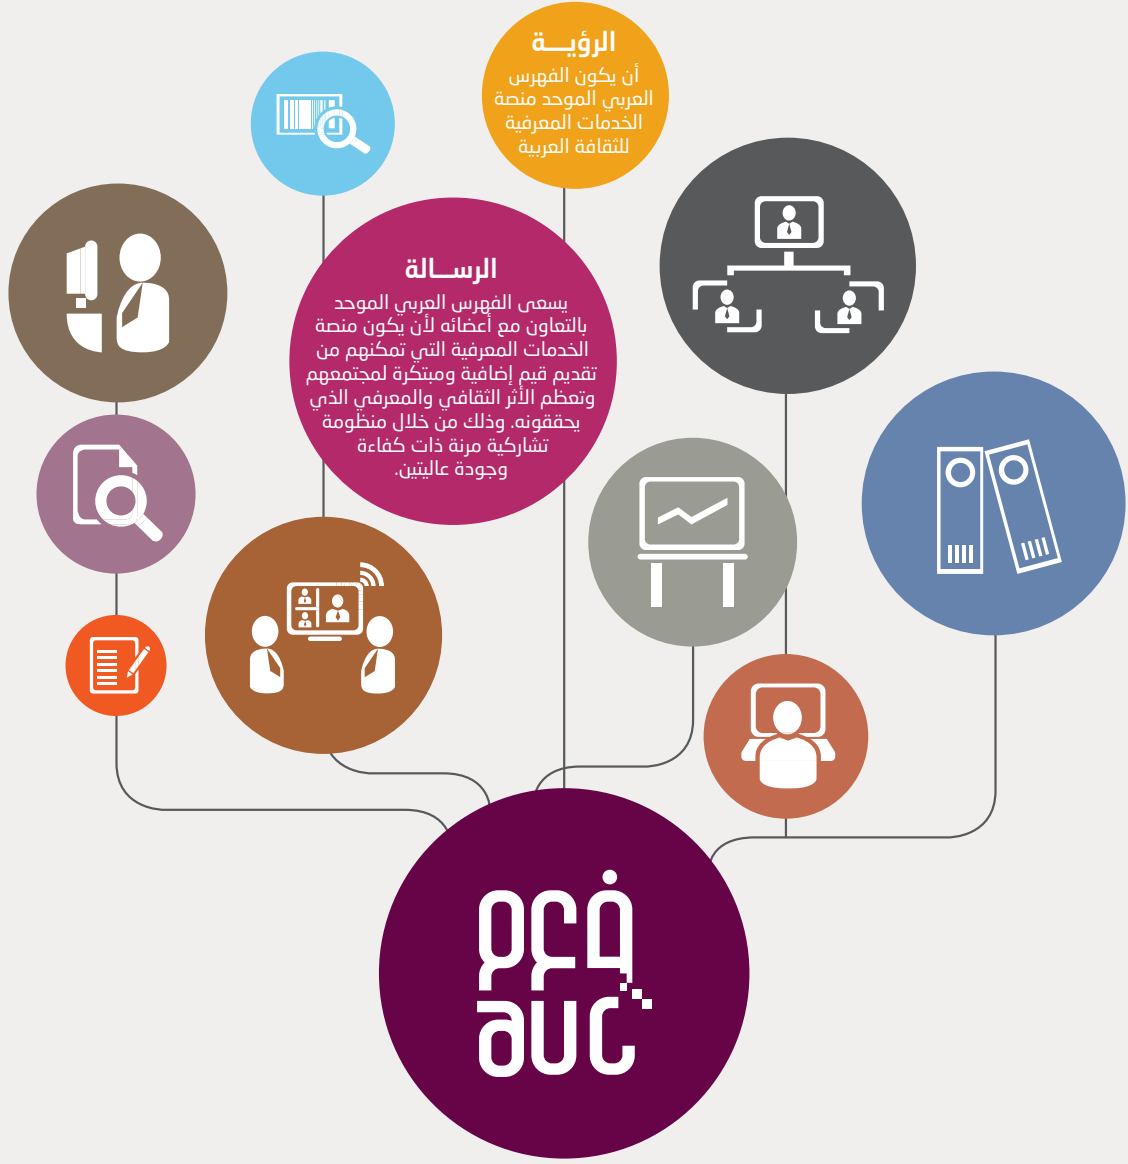 الرؤيــة
أن يكون الفهرس
العربي الموحد منصة
الخدمات المعرفية
للثقافة العربية
الرســالة
يسعى الفهرس العربي الموحد
بالتعاون مع أعضائه لأن يكون منصة
الخدمات المعرفية التي تمكنهم من
تقديم قيم إضافية ومبتكرة لمجتمعهم
وتعظم الأثر الثقافي والمعرفي الذي
يحققونه. وذلك من خلال منظومة
تشاركية مرنة ذات كفاءة
وجودة عاليتين.
فعم
auc